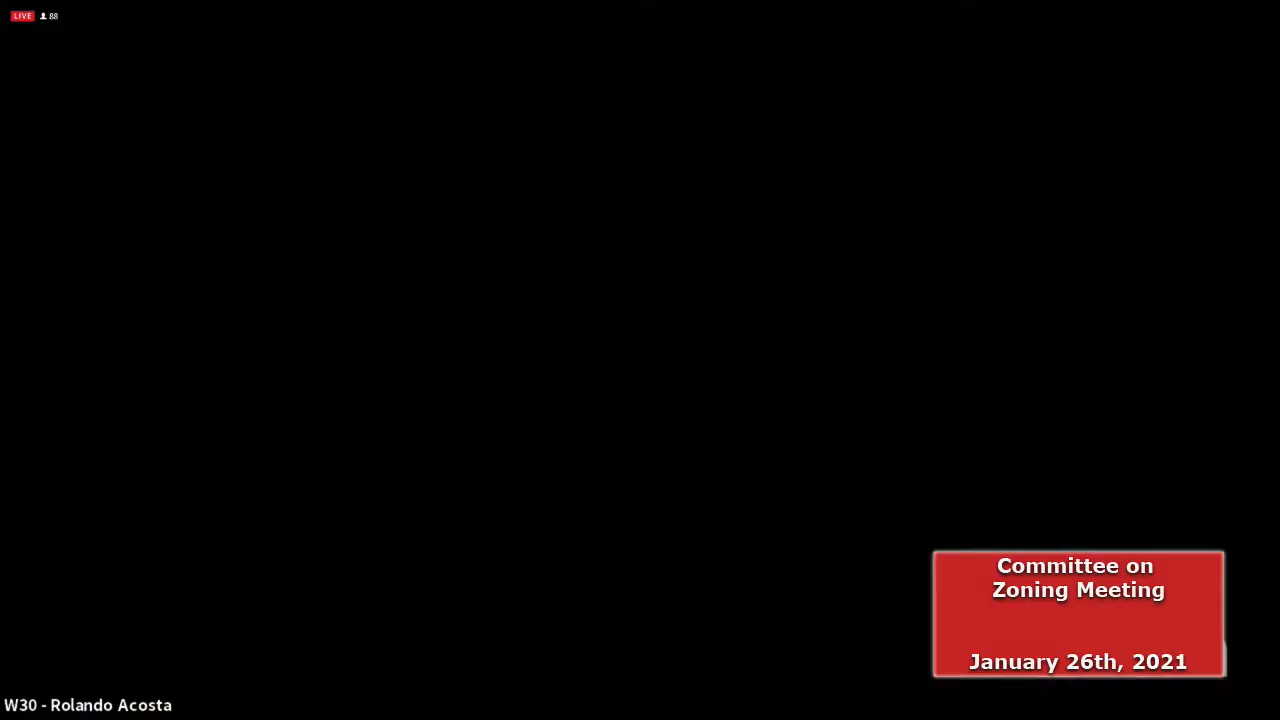 LIVE 88
Committee on
Zoning Meeting
January 26th, 2021
W30 - Rolando Acosta